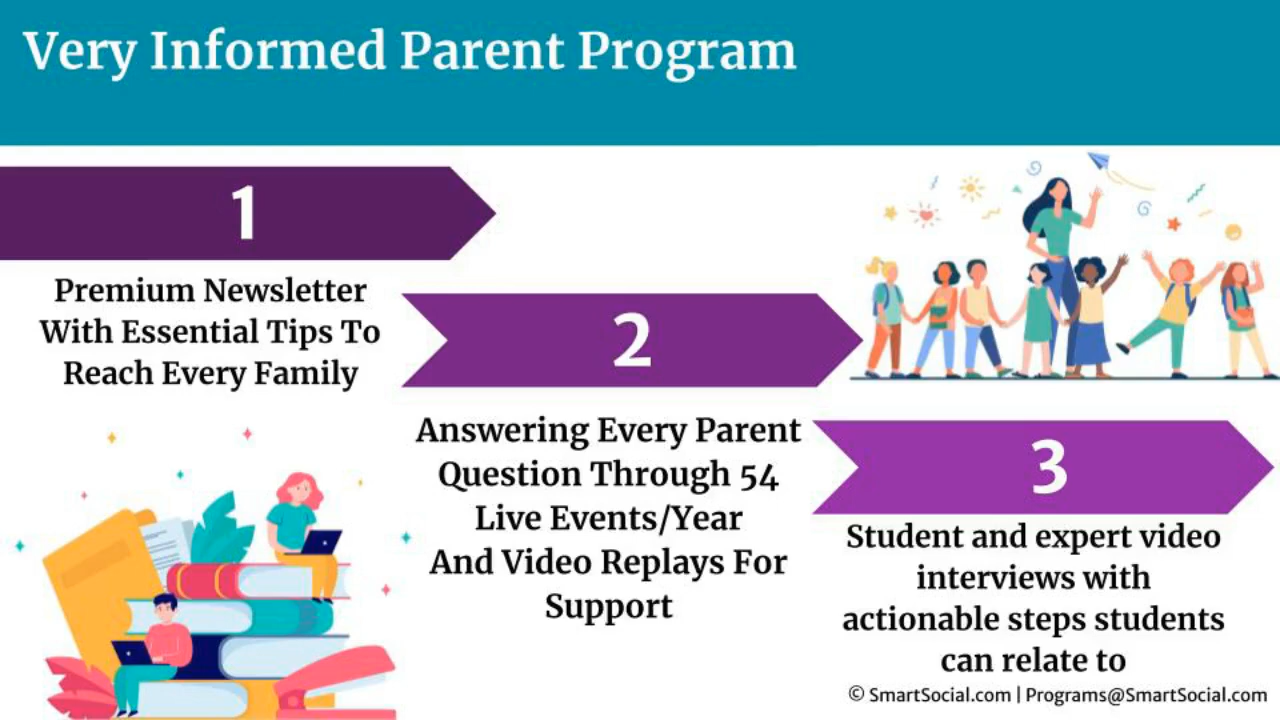 Very Informed Parent Program
1
Premium Newsletter
With Essential Tips To
Reach Every Family
2
Answering Every Parent
Question Through 54
Live Events/Year
And Video Replays For
Support
3
Student and expert video
interviews with
actionable steps students
can relate to
© SmartSocial.com | Programs@SmartSocial.com